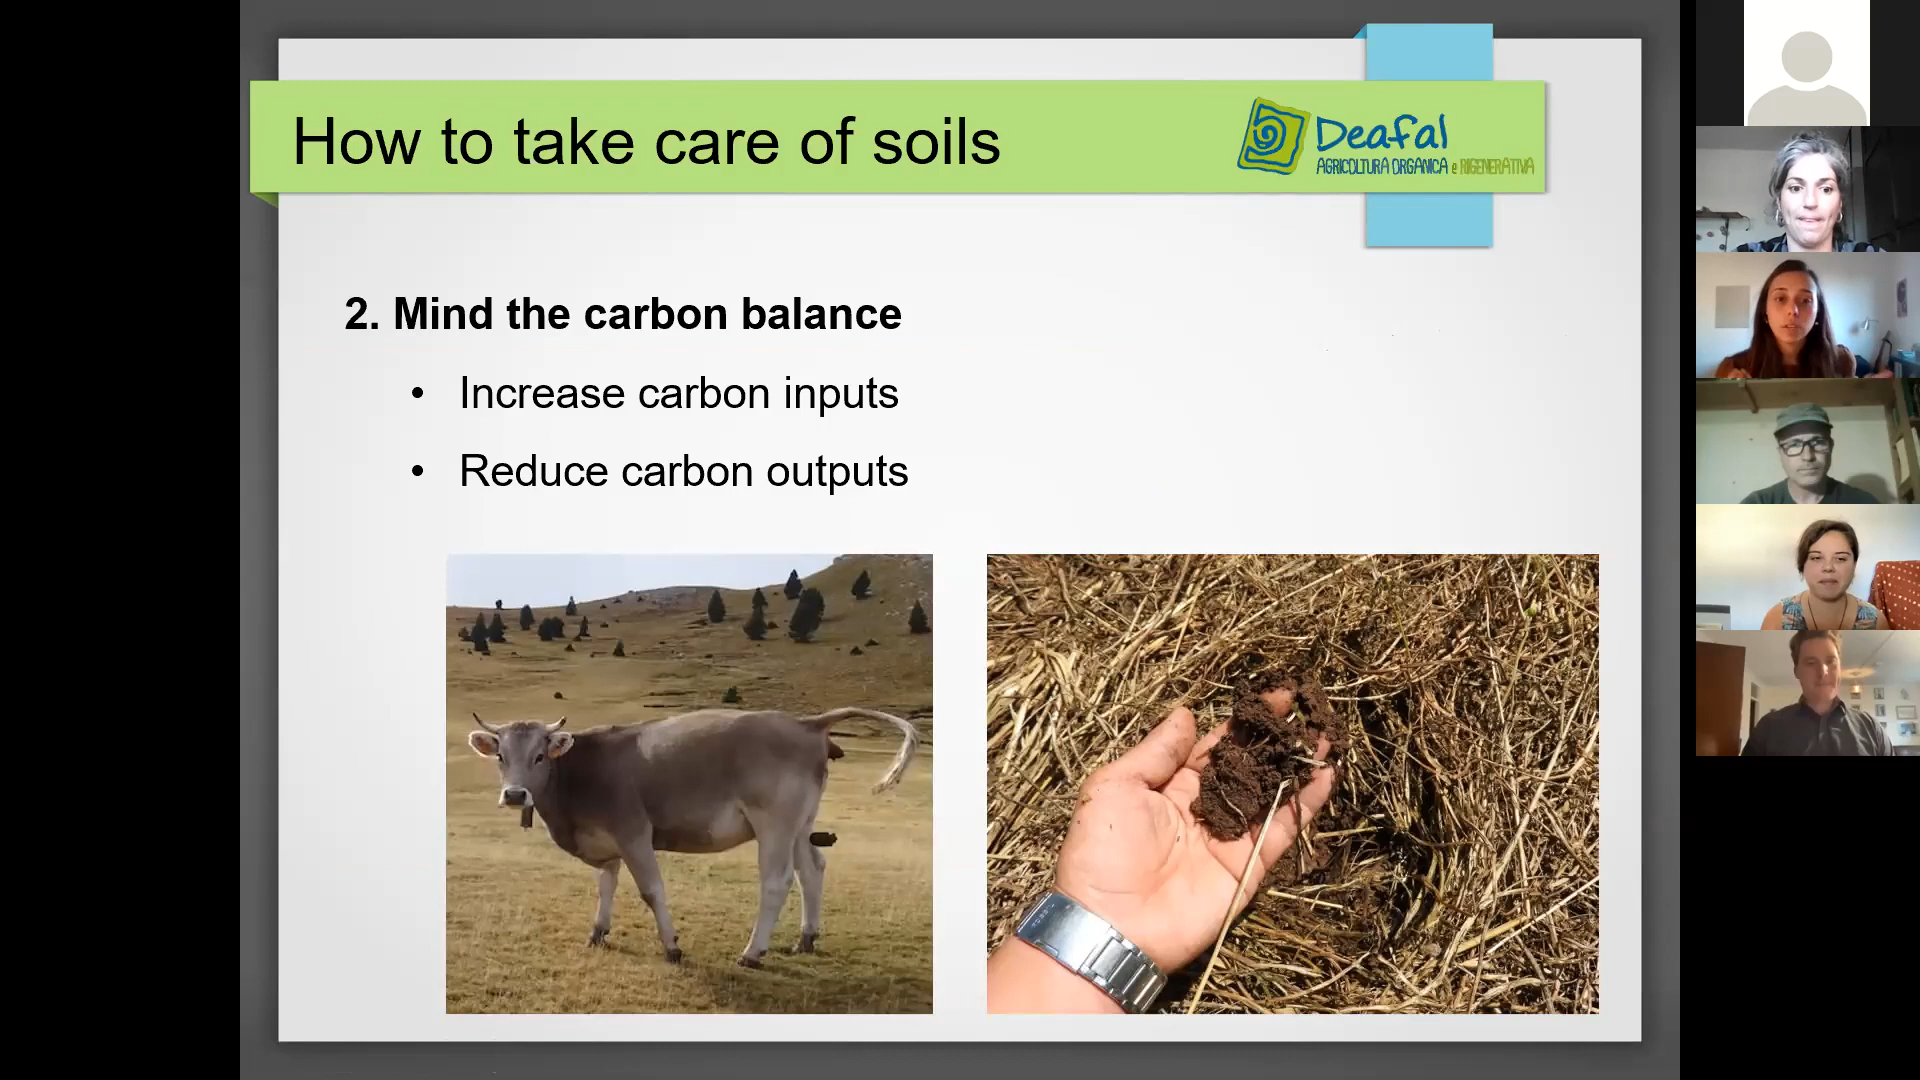 How to take care of soils
Deafal
AGRICOLTURA ORGANICA e RIGENERATIVA
2. Mind the carbon balance
• Increase carbon inputs
• Reduce carbon outputs